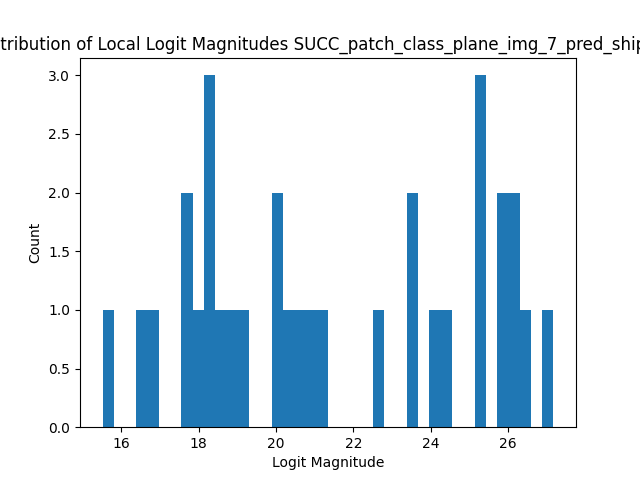 tribution of Local Logit Magnitudes SUCC_patch_class_plane_img_7_pred_ship
3.0
2.5
2.0
1.5
1.0
0.5
0.0
Count
16 18 20 22 24 26
Logit Magnitude